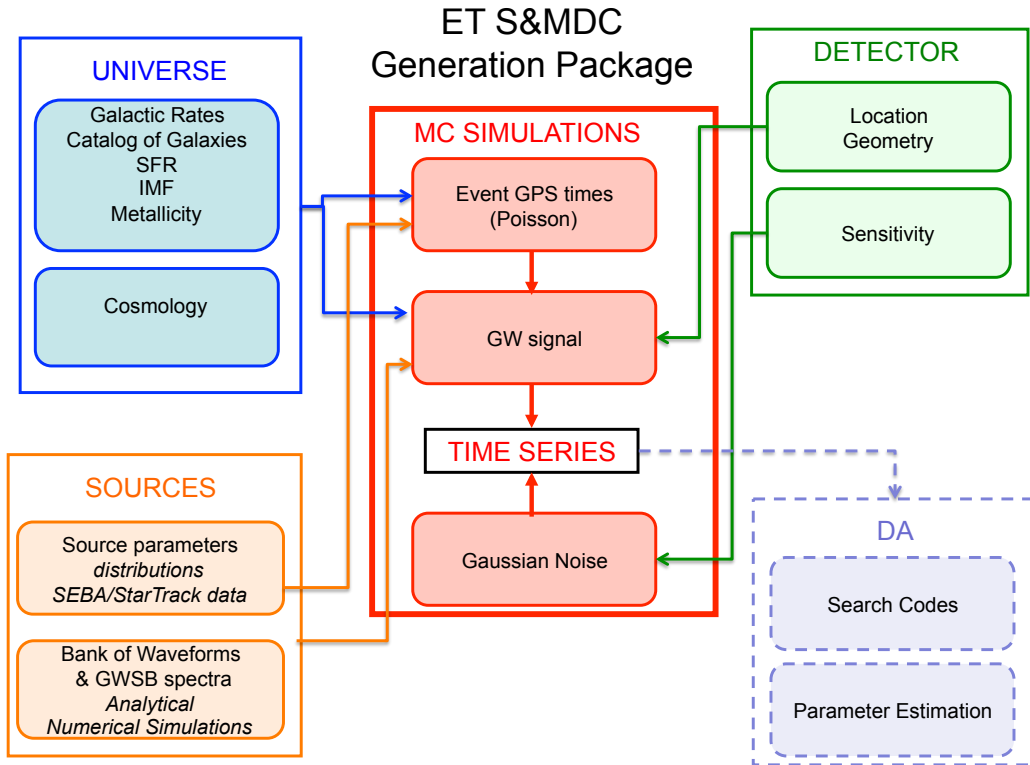 ET S&MDC
Generation Package
UNIVERSE
Galactic Rates
Catalog of Galaxies
SFR
IMF
Metallicity
Cosmology
SOURCES
Source parameters
distributions
SEBA/StarTrack data
Bank of Waveforms
& GWSB spectra
Analytical
Numerical Simulations
MC SIMULATIONS
Event GPS times
(Poisson)
GW signal
TIME SERIES
Gaussian Noise
DETECTOR
Location
Geometry
Sensitivity
DA
Search Codes
Parameter Estimation